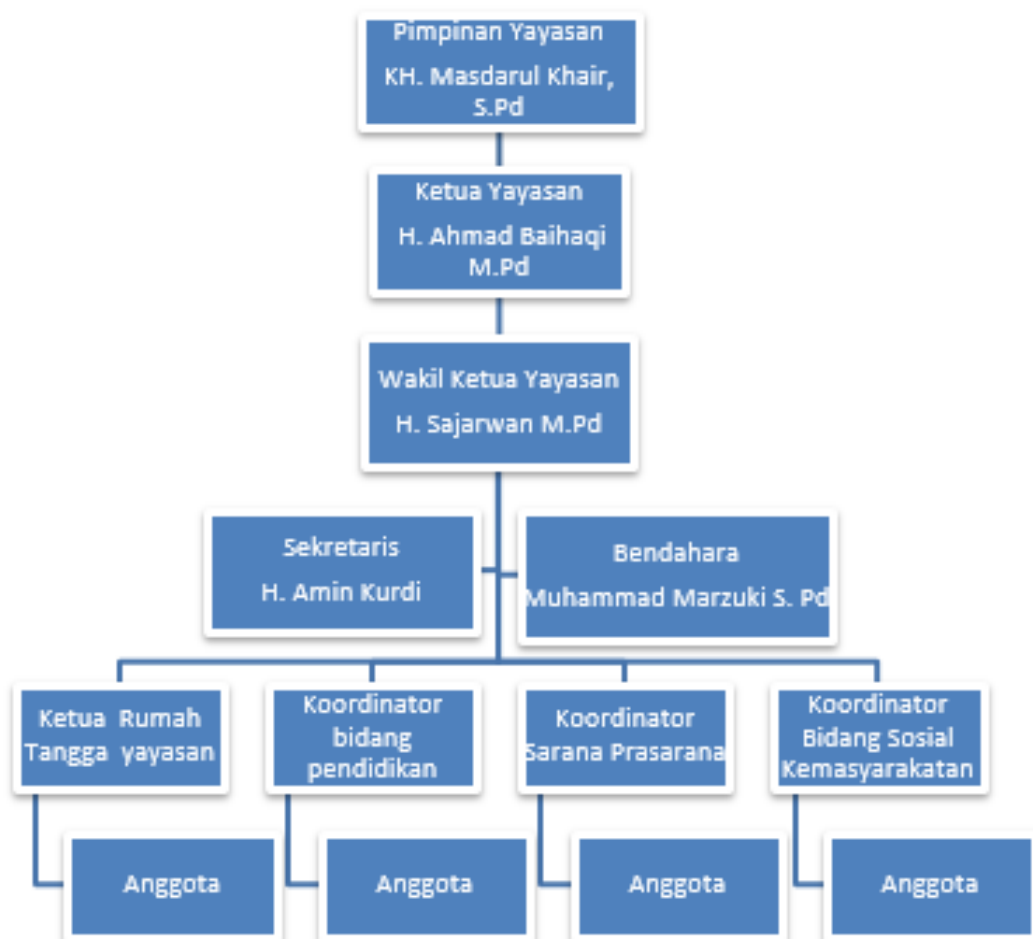 Pimpinan Yayasan
KH. Masdarul Khair,
S.Pd
Ketua Yayasan
H. Ahmad Baihaqi
M.Pd
Wakil Ketua Yayasan
H. Sajarwan M.Pd
Sekretaris
H. Amin Kurdi
Bendahara
Muhammad Marzuki S. Pd
Ketua Rumah
Tangga yayasan
Koordinator
bidang
pendidikan
Koordinator
Sarana Prasarana
Koordinator
Bidang Sosial
Kemasyarakatan
Anggota
Anggota
Anggota
Anggota